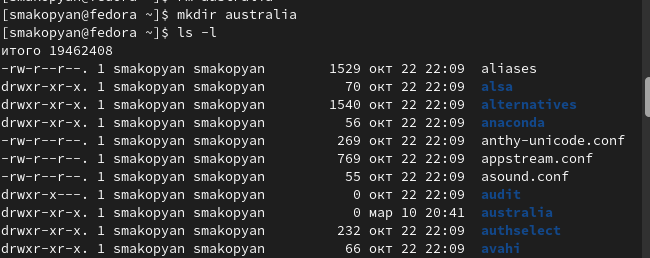 [smakopyan@fedora ~]$ rm australia
[smakopyan@fedora ~]$ mkdir australia
[smakopyan@fedora ~]$ ls -l
итого 19462408
-rw-r--r--. 1 smakopyan smakopyan 1529 окт 22 22:09 aliases
drwxr-xr-x. 1 smakopyan smakopyan 70 окт 22 22:09 alsa
drwxr-xr-x. 1 smakopyan smakopyan 1540 окт 22 22:09 alternatives
drwxr-xr-x. 1 smakopyan smakopyan 56 окт 22 22:09 anaconda
-rw-r--r--. 1 smakopyan smakopyan 269 окт 22 22:09 anthy-unicode.conf
-rw-r--r--. 1 smakopyan smakopyan 769 окт 22 22:09 appstream.conf
-rw-r--r--. 1 smakopyan smakopyan 55 окт 22 22:09 asound.conf
drwxr-x---. 1 smakopyan smakopyan 0 окт 22 22:09 audit
drwxr-xr-x. 1 smakopyan smakopyan 0 мар 10 20:41 australia
drwxr-xr-x. 1 smakopyan smakopyan 232 окт 22 22:09 authselect
drwxr-xr-x. 1 smakopyan smakopyan 66 окт 22 22:09 avahi